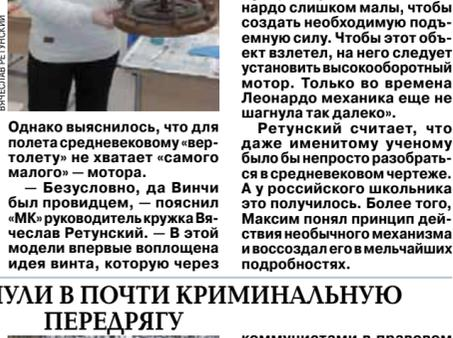 ВЯЧЕСЛАВ РЕТУНСКИЙ
Однако выяснилось, что для
полета средневековому «вер-
толету» не хватает «самого
малого» — мотора.
— Безусловно, да Винчи
был провидцем, — пояснил
«МК» руководитель кружка Вя-
чеслав Ретунский. — В этой
модели впервые воплощена
идея винта, которую через
нардо слишком малы, чтобы
создать необходимую подъ-
емную силу. Чтобы этот объ-
ект взлетел, на него следует
установить высокооборотный
мотор. Только во времена
Леонардо механика еще не
шагнула так далеко».
Ретунский считает, что
даже именитому ученому
было бы непросто разобрать-
ся в средневековом чертеже.
А у российского школьника
это получилось. Более того,
Максим понял принцип дей-
ствия необычного механизма
и воссоздал его в мельчайших
подробностях.
НУЛИ В ПОЧТИ КРИМИНАЛЬНУЮ
ПЕРЕДРЯГУ
коммунистами в правовом